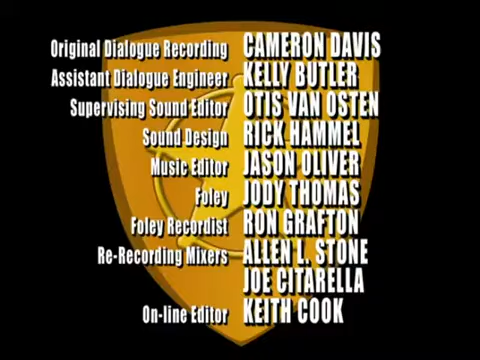 Original Dialogue Recording CAMERON DAVIS
Assistant Dialogue Engineer KELLY BUTLER
Supervising Sound Editor OTIS VAN OSTEN
Sound Design RICK HAMMEL
Music Editor JASON OLIVER
Foley JODY THOMAS
Foley Recordist RON GRAFTON
Re-Recording Mixers ALLEN L. STONE
JOE CITARELLA
On-line Editor KEITH COOK